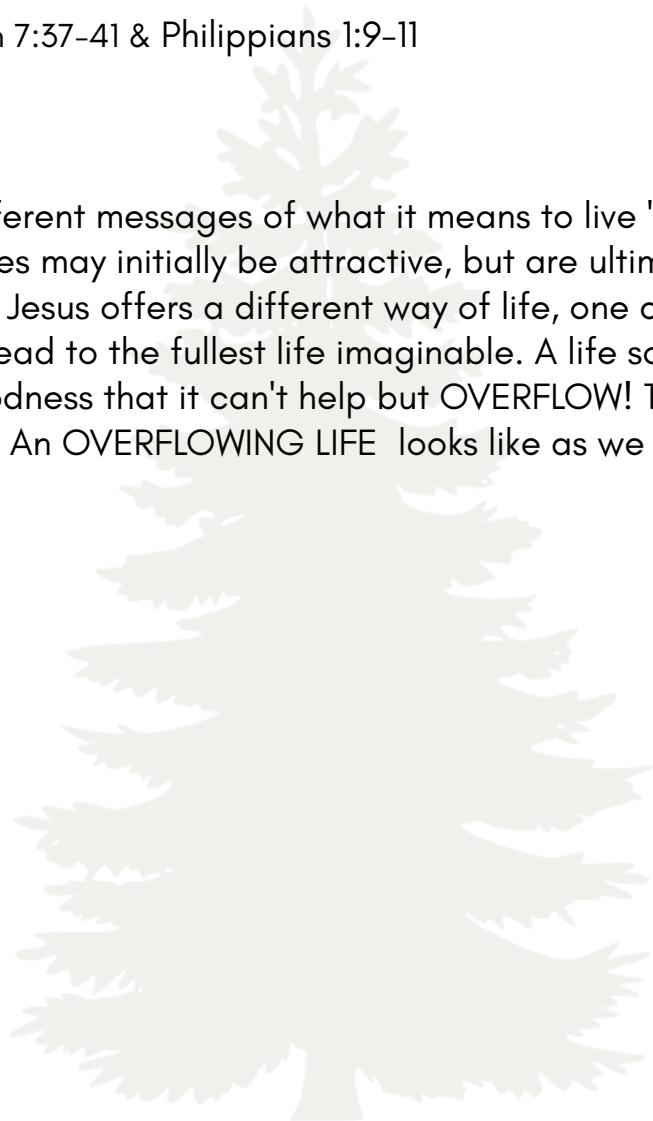 7:37-41 & Philippians 1:9-11
ferent messages of what it means to live "
es may initially be attractive, but are ultim
Jesus offers a different way of life, one
ead to the fullest life imaginable. A life so
odness that it can't help but OVERFLOW! T
An OVERFLOWING LIFE looks like as we